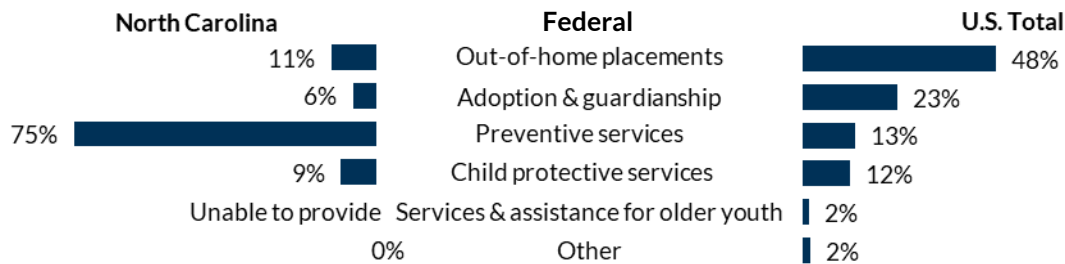 North Carolina Federal U.S. Total
11% Out-of-home placements 48%
6% Adoption & guardianship 23%
75% Preventive services 13%
9% Child protective services 12%
Unable to provide Services & assistance for older youth 2%
0% Other 2%